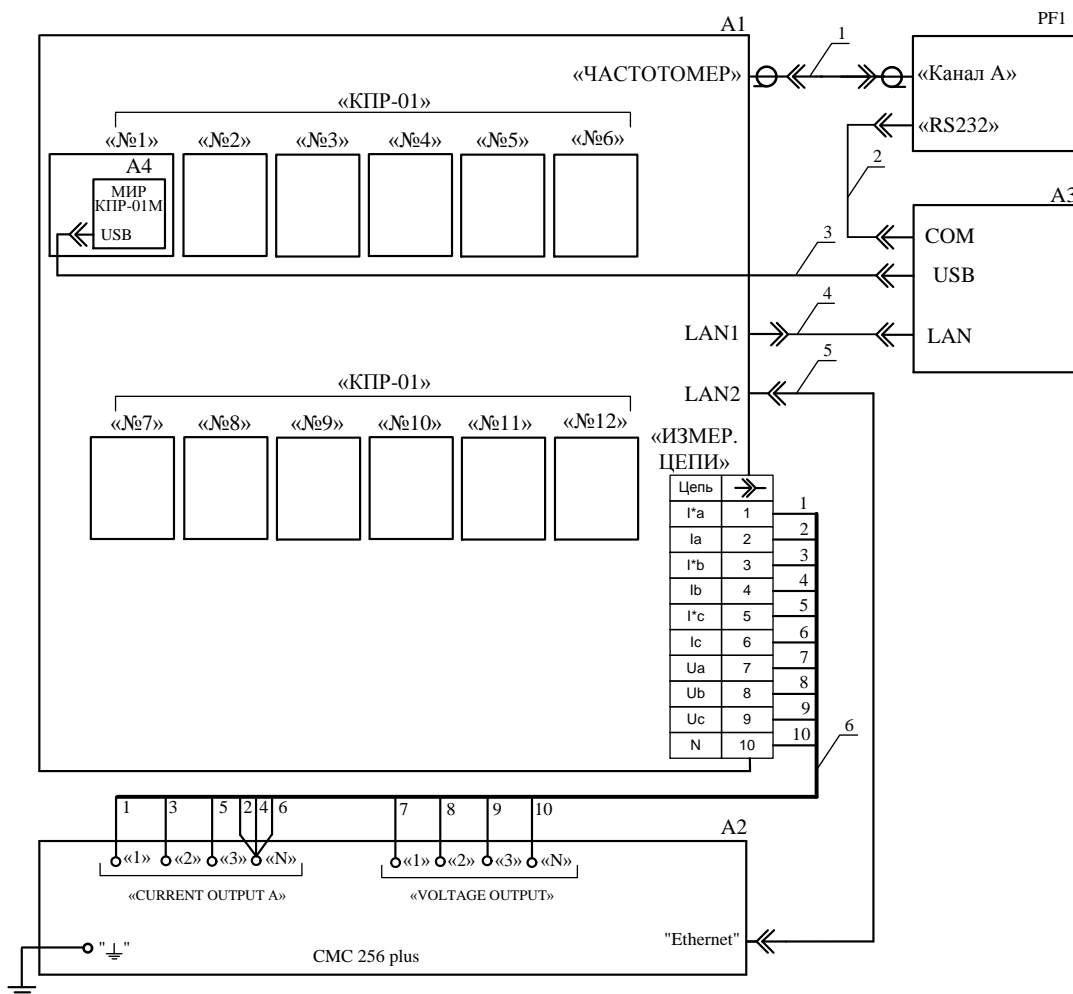 A1
PF1
1
«ЧАСТОТОМЕР»
«Канал А»
«КПР-01»
«RS232»
«№1»
«№2»
«№3»
«№4»
«№5»
«№6»
A4
2
МИР
КПР-01М
USB
A3
COM
3
USB
4
LAN1
LAN
5
«КПР-01»
LAN2
«№7»
«№8»
«№9»
«№10»
«№11»
«№12»
«ИЗМЕР.
ЦЕПИ»
Цепь
I*a 1 1
Ia 2 2
I*b 3 3
Ib 4 4
I*c 5 5
Ic 6 6
Ua 7 7
Ub 8 8
Uc 9 9
N 10 10
6
1 3 5 2 4 6 7 8 9 10
A2
«1» «2» «3» «N» «1» «2» «3» «N»
«CURRENT OUTPUT A»
«VOLTAGE OUTPUT»
"⏚"
CMC 256 plus
"Ethernet"